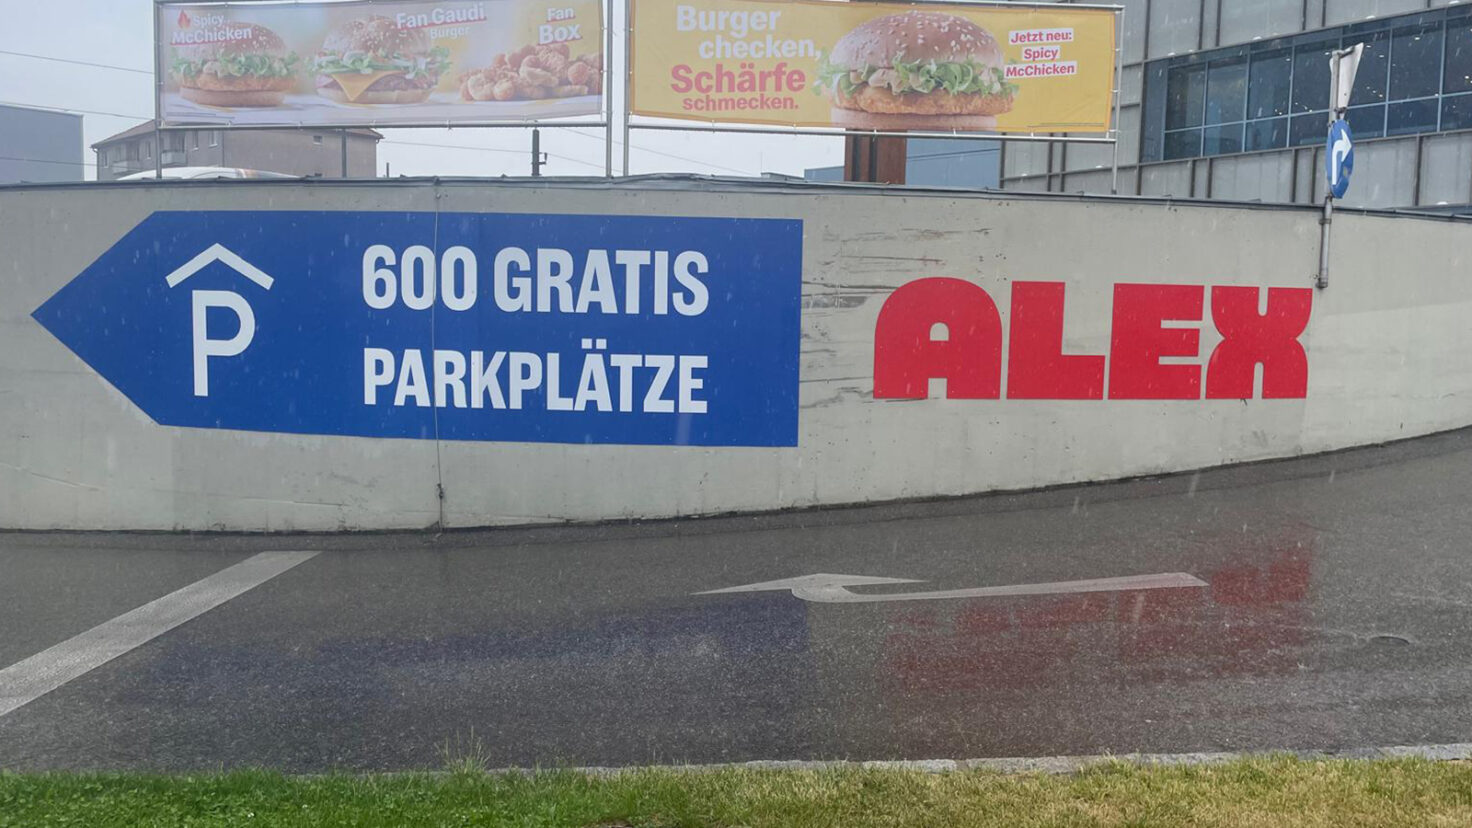 Spicy
McChicken
Fan Gaudi
Burger
Fan
Box
Burger
checken,
Schärfe
schmecken.
Jetzt neu:
Spicy
McChicken
P
600 GRATIS
PARKPLÄTZE
ALEX